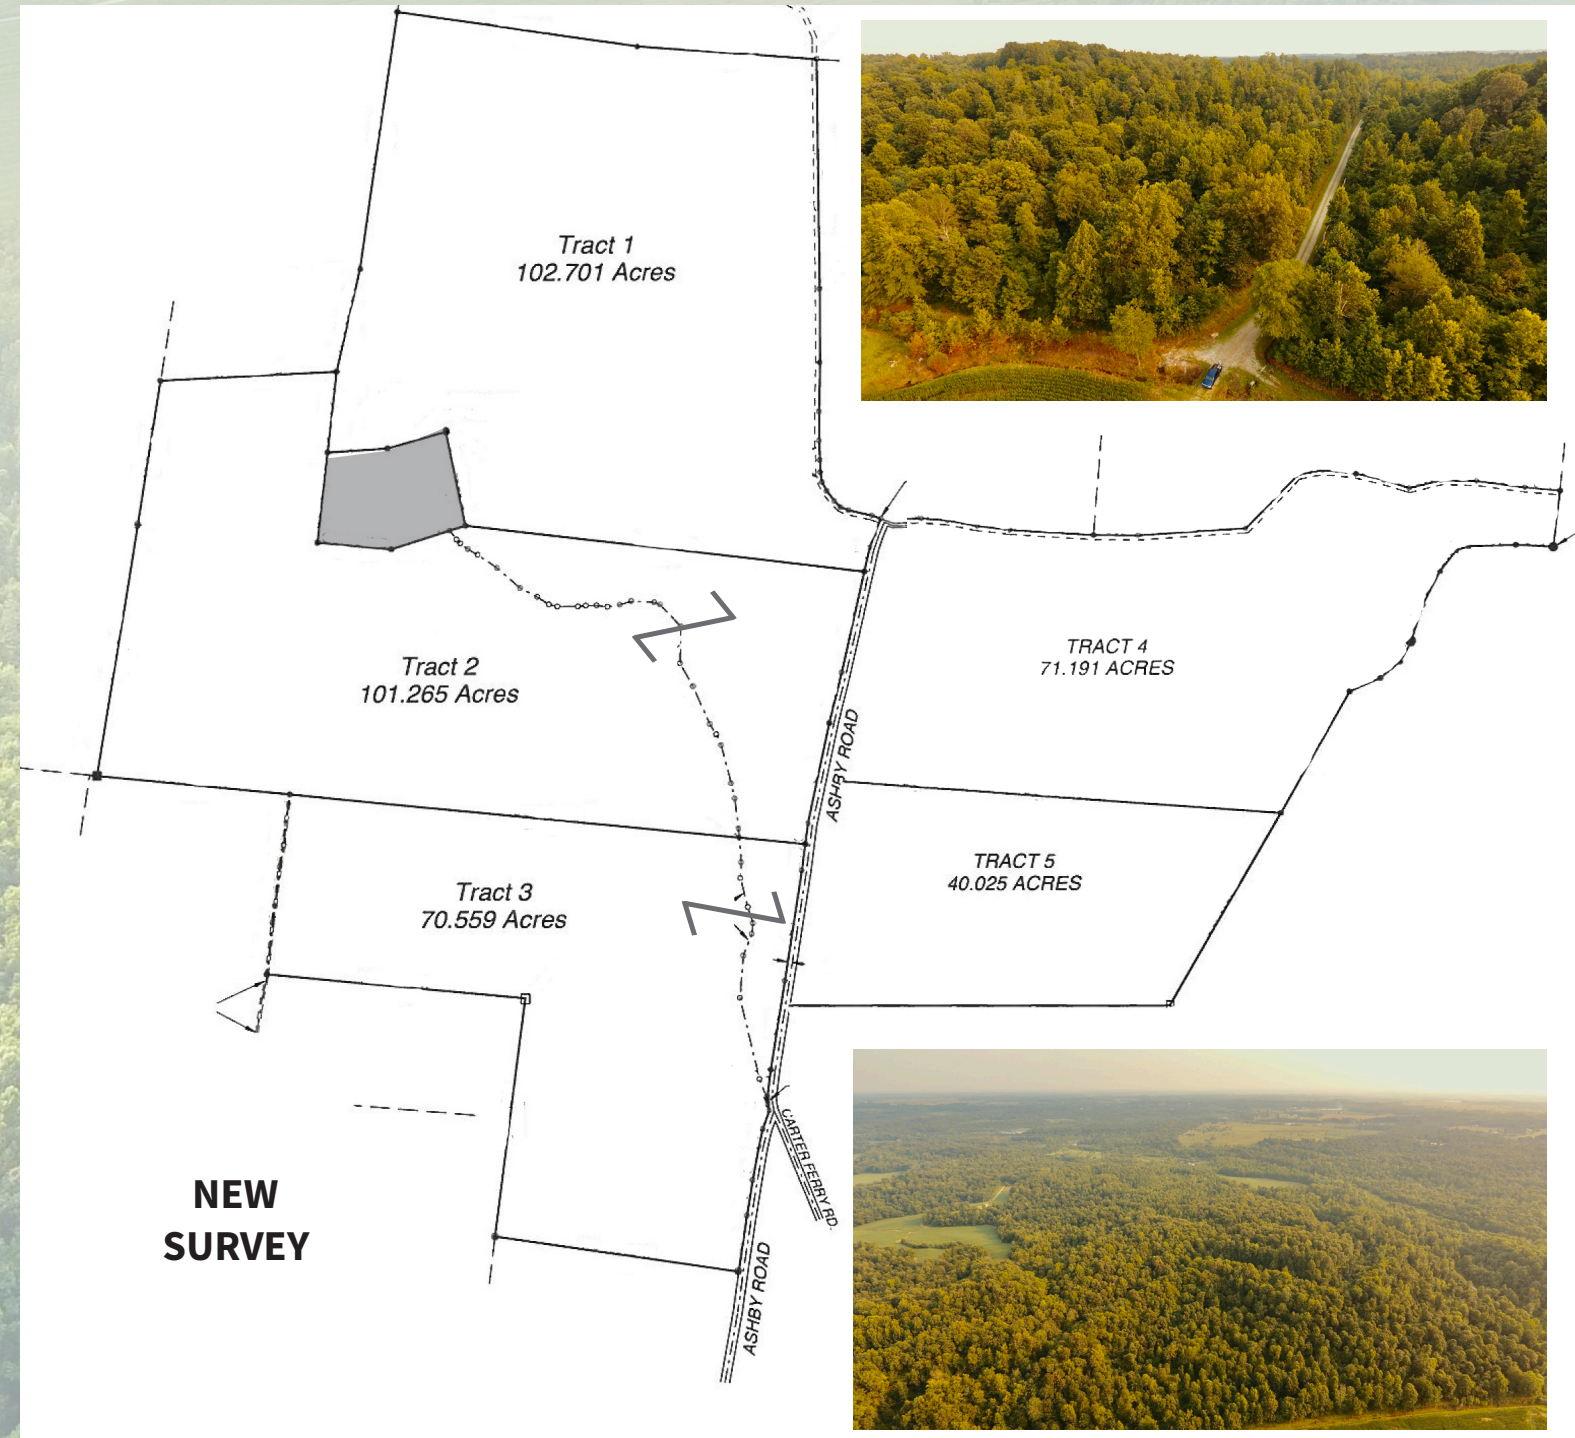 Tract 1
102.701 Acres
Tract 2
101.265 Acres
TRACT 4
71.191 ACRES
ASHBY ROAD
Tract 3
70.559 Acres
TRACT 5
40.025 ACRES
CARTER FERRY RD.
NEW
SURVEY
ASHBY ROAD